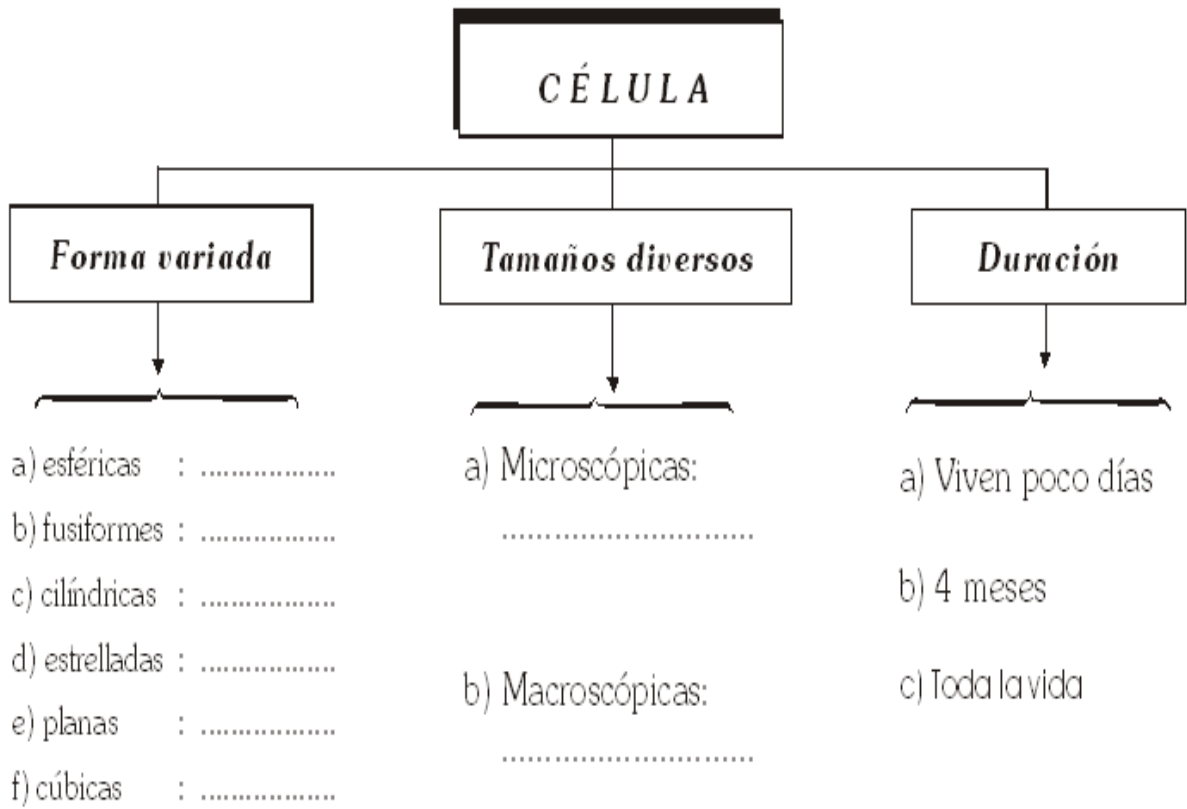 CÉLULA
Forma variada
a) esféricas : .................
b) fusiformes : .................
c) cilíndricas : .................
d) estrelladas : .................
e) planas : .................
f) cúbicas : .................
Tamaños diversos
a) Microscópicas:
............................
b) Macroscópicas:
............................
Duración
a) Viven poco días
b) 4 meses
c) Toda la vida